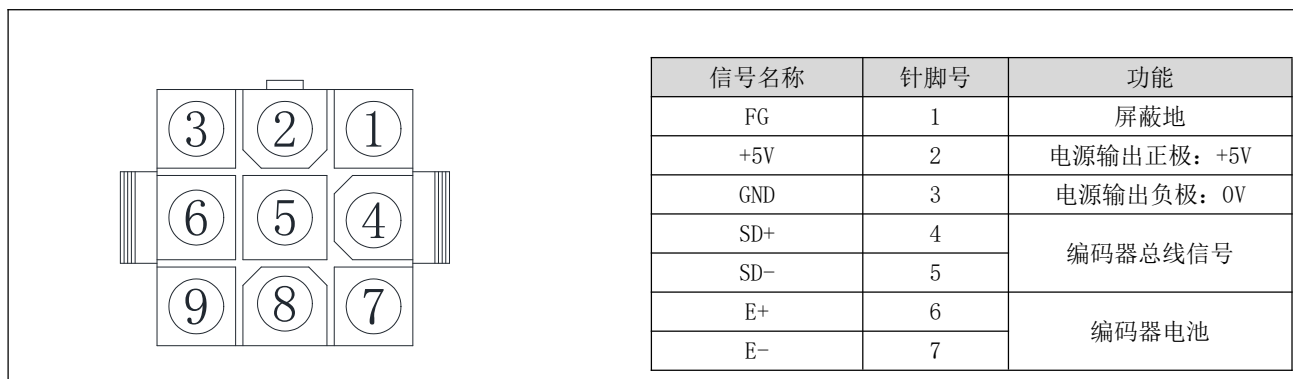 ③ ② ①
⑥ ⑤ ④
⑨ ⑧ ⑦
信号名称 针脚号 功能
FG 1 屏蔽地
+5V 2 电源输出正极：+5V
GND 3 电源输出负极：0V
SD+ 4 编码器总线信号
SD- 5
E+ 6 编码器电池
E- 7